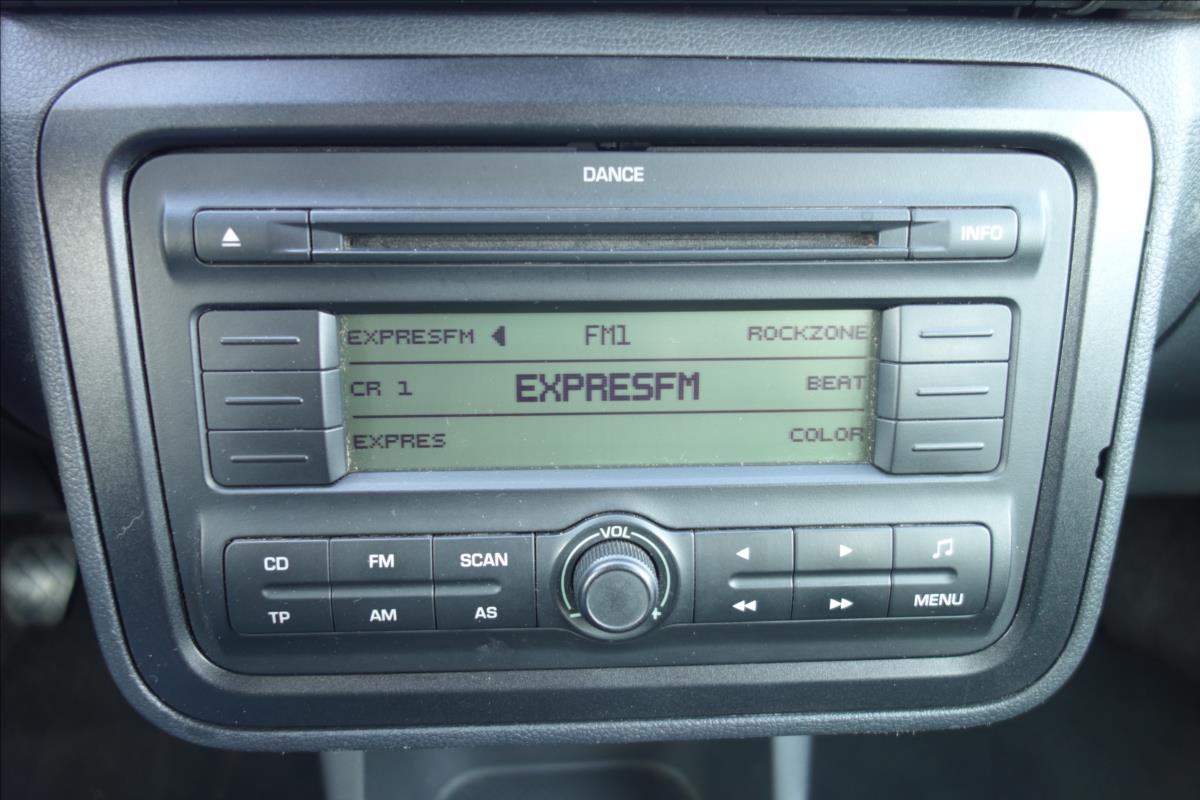 DANCE
INFO
EXPRESFM FM1 ROCKZONE
CR 1 EXPRESFM BEAT
EXPRES COLOR
VOL
CD FM SCAN
TP AM AS MENU
- +